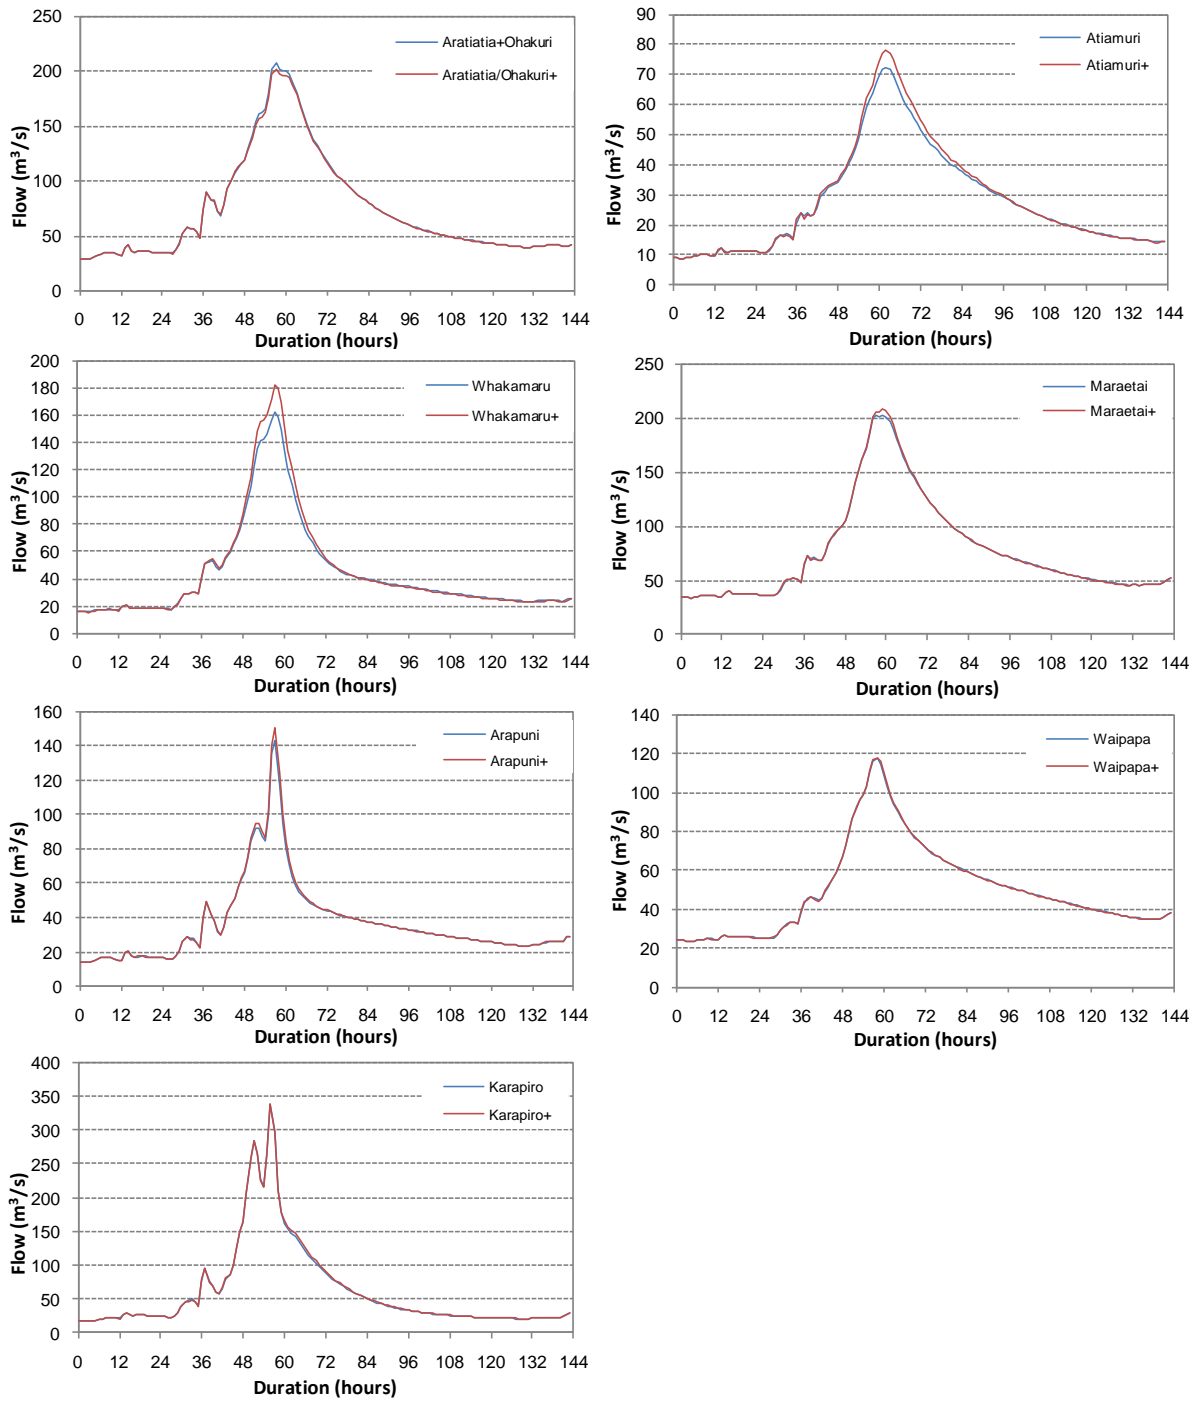 250
200
150
100
50
0
Flow (m³/s)
Aratiatia+Ohakuri
Aratiatia/Ohakuri+
0 12 24 36 48 60 72 84 96 108 120 132 144
Duration (hours)
90
80
70
60
50
40
30
20
10
0
Flow (m³/s)
Atiamuri
Atiamuri+
0 12 24 36 48 60 72 84 96 108 120 132 144
Duration (hours)
200
180
160
140
120
100
80
60
40
20
0
Flow (m³/s)
Whakamaru
Whakamaru+
0 12 24 36 48 60 72 84 96 108 120 132 144
Duration (hours)
250
200
150
100
50
0
Flow (m³/s)
Maraetai
Maraetai+
0 12 24 36 48 60 72 84 96 108 120 132 144
Duration (hours)
160
140
120
100
80
60
40
20
0
Flow (m³/s)
Arapuni
Arapuni+
0 12 24 36 48 60 72 84 96 108 120 132 144
Duration (hours)
140
120
100
80
60
40
20
0
Flow (m³/s)
Waipapa
Waipapa+
0 12 24 36 48 60 72 84 96 108 120 132 144
Duration (hours)
400
350
300
250
200
150
100
50
0
Flow (m³/s)
Karapiro
Karapiro+
0 12 24 36 48 60 72 84 96 108 120 132 144
Duration (hours)